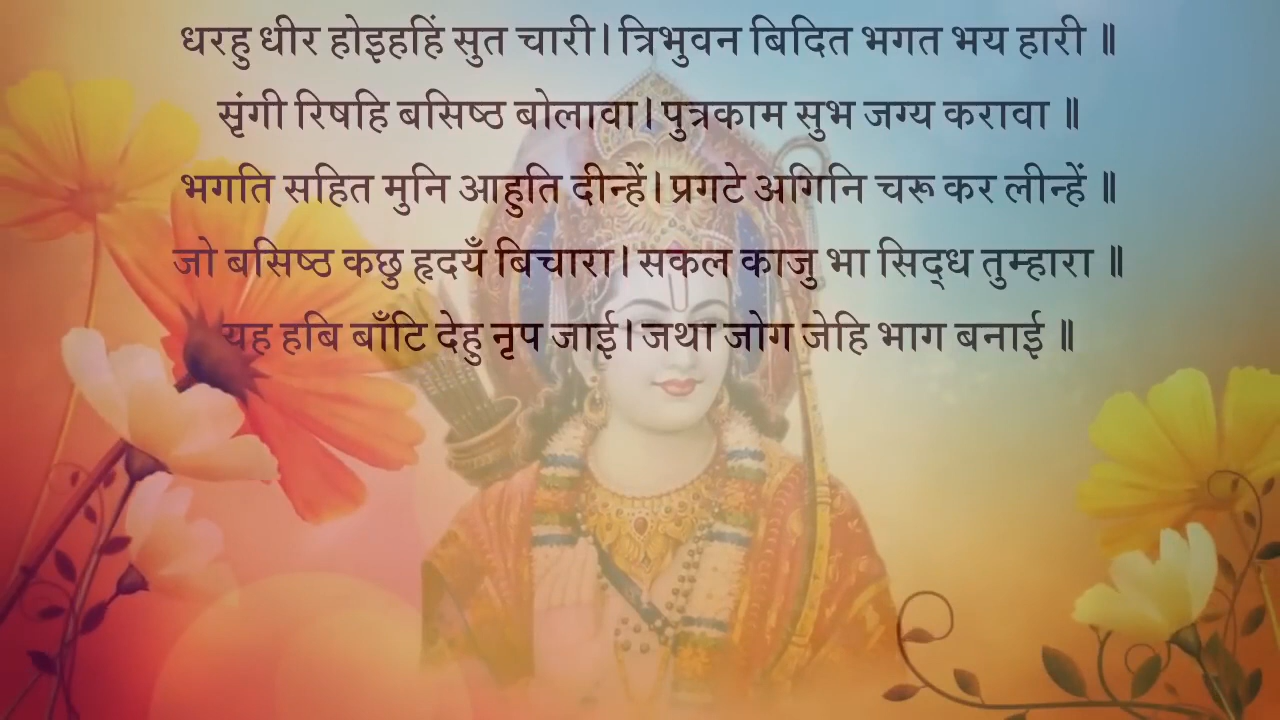 धरहु धीर होइहहिं सुत चारी। त्रिभुवन बिदित भगत भय हारी ॥
सृंगी रिषहि बसिष्ठ बोलावा। पुत्रकाम सुभ जग्य करावा ॥
भगति सहित मुनि आहुति दीन्हें। प्रगटे अगिनि चरू कर लीन्हें ॥
जो बसिष्ठ कछु हृदयँ बिचारा। सकल काजु भा सिद्ध तुम्हारा ॥
यह हबि बाँटि देहु नृप जाई। जथा जोग जेहि भाग बनाई ॥